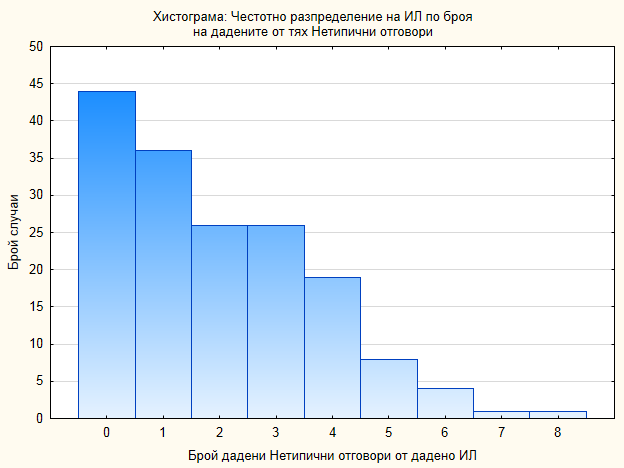 Хистограма: Честотно разпределение на ИЛ по броя
на дадените от тях Нетипични отговори
50
45
40
35
30
25
20
15
10
5
0
Брой случаи
0 1 2 3 4 5 6 7 8
Брой дадени Нетипични отговори от дадено ИЛ